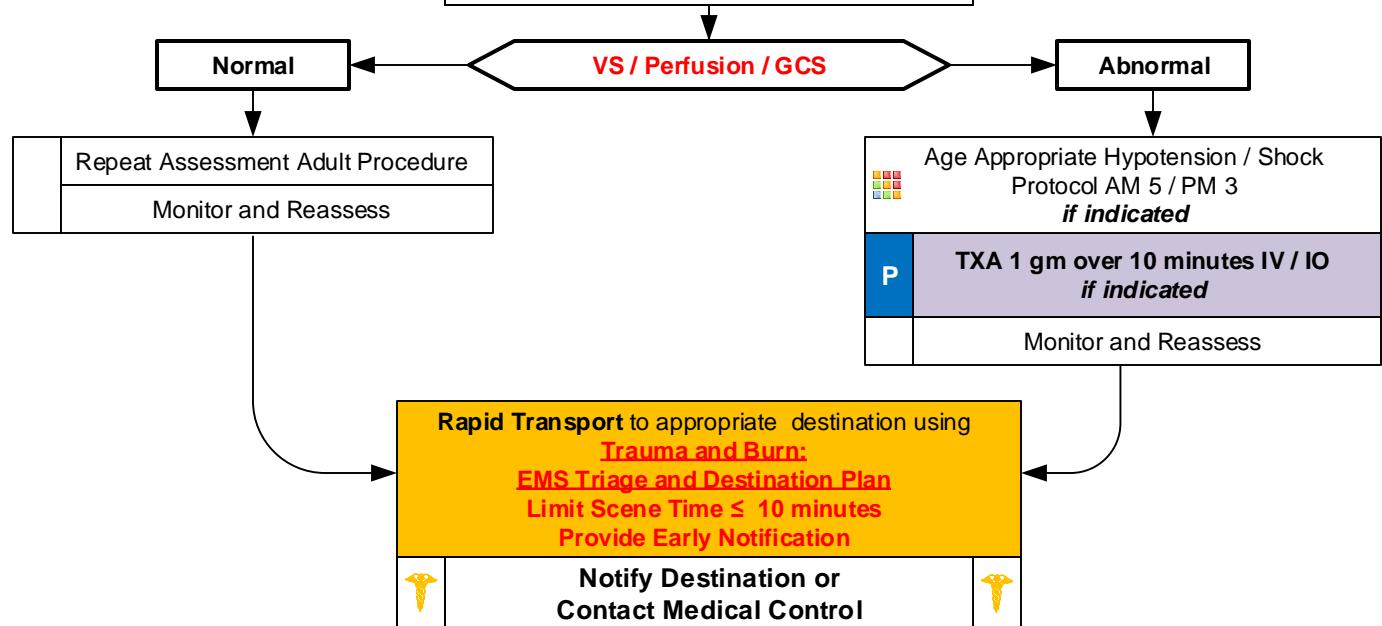 Normal
VS / Perfusion / GCS
Abnormal
Repeat Assessment Adult Procedure
Monitor and Reassess
Age Appropriate Hypotension / Shock
Protocol AM 5 / PM 3
if indicated
P
TXA 1 gm over 10 minutes IV / IO
if indicated
Monitor and Reassess
Rapid Transport to appropriate destination using
Trauma and Burn:
EMS Triage and Destination Plan
Limit Scene Time ≤ 10 minutes
Provide Early Notification
Notify Destination or
Contact Medical Control